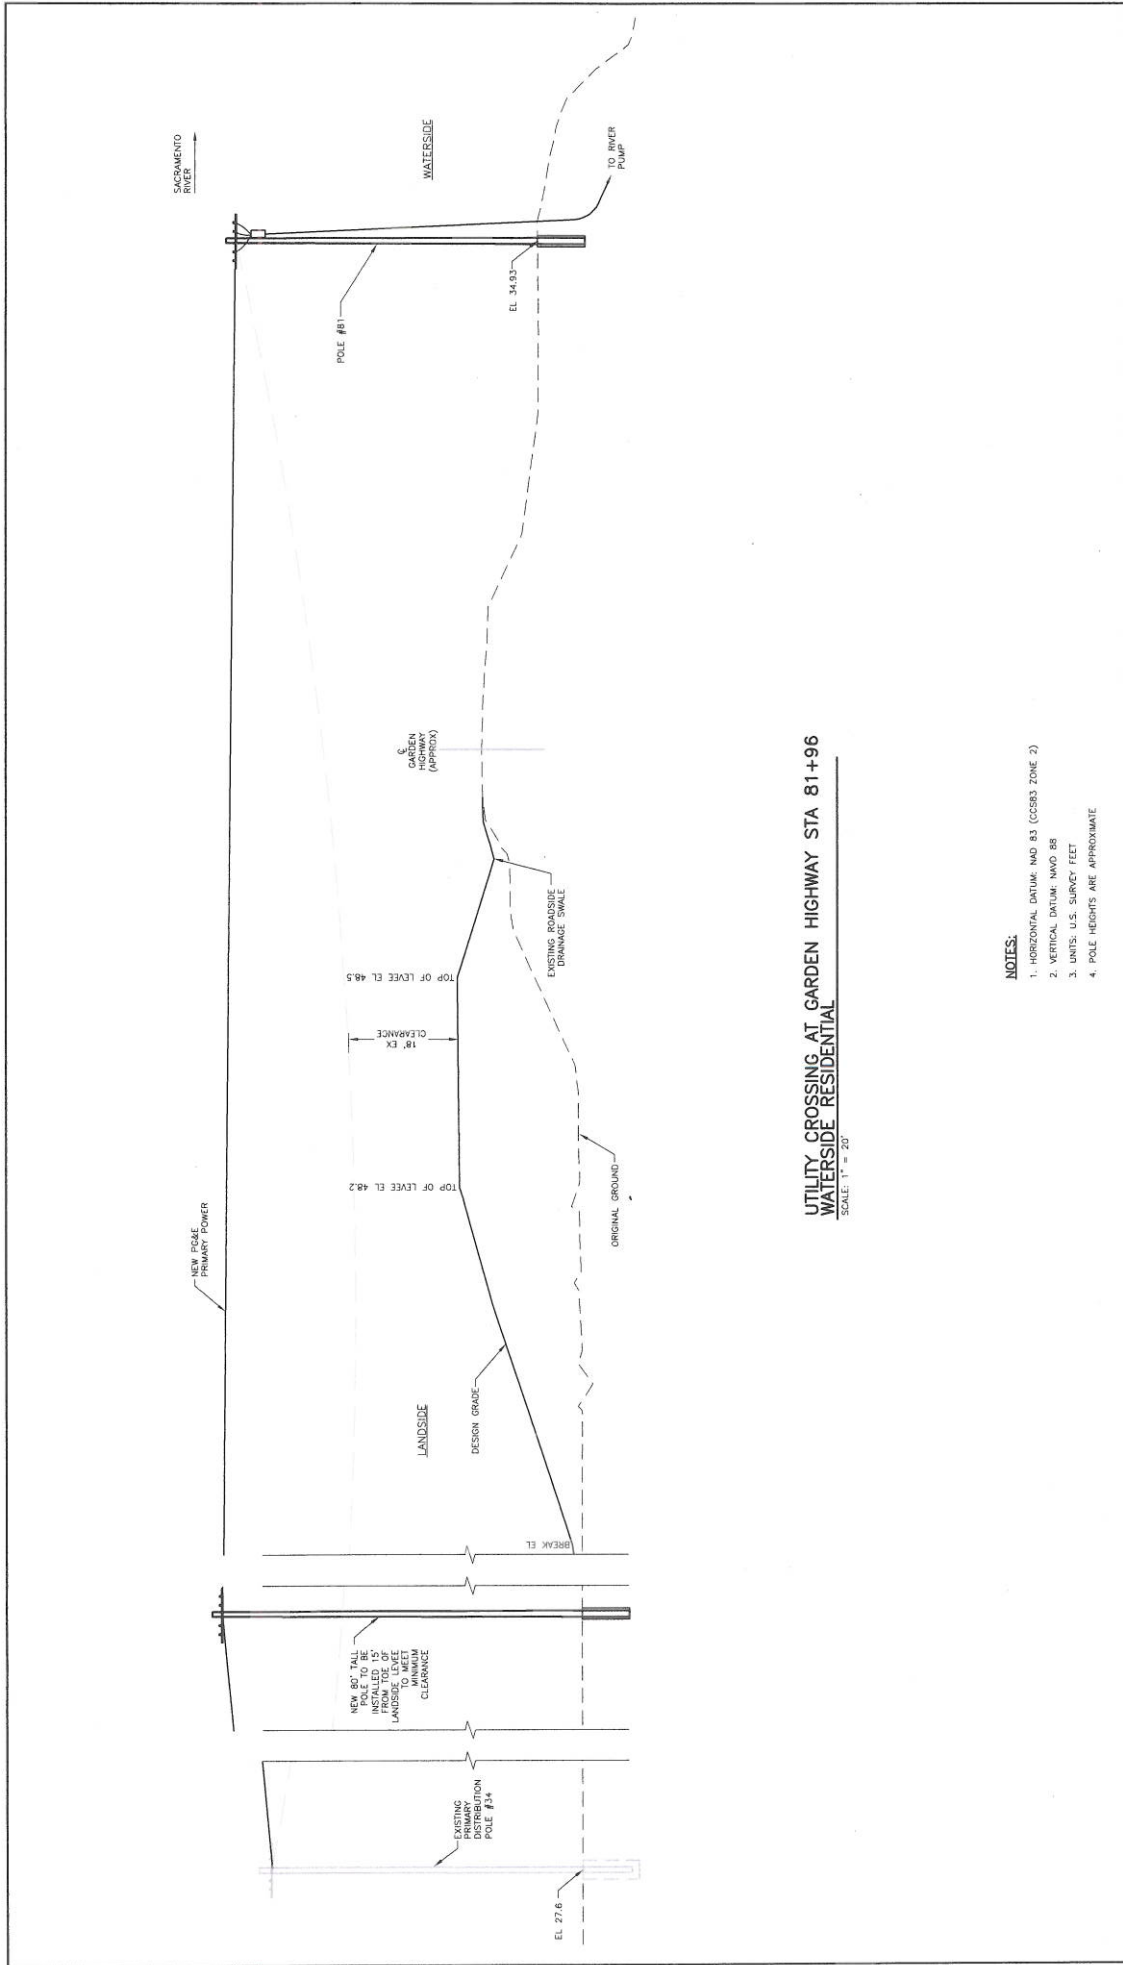 SACRAMENTO
RIVER
WATERSIDE
TO RIVER
PUMP
POLE #81
EL 34.93
℄
GARDEN
HIGHWAY
(APPROX)
EXISTING ROADSIDE
DRAINAGE SWALE
TOP OF LEVEE EL 48.5
18' EX
CLEARANCE
TOP OF LEVEE EL 48.2
ORIGINAL GROUND
NEW PG&E
PRIMARY POWER
LANDSIDE
DESIGN GRADE
BREAK EL
NEW 80' TALL
POLE TO BE
INSTALLED 15'
FROM TOE OF
LANDSIDE LEVEE
TO MEET
MINIMUM
CLEARANCE
EXISTING
PRIMARY
DISTRIBUTION
POLE #34
EL 27.6
UTILITY CROSSING AT GARDEN HIGHWAY STA 81+96
WATERSIDE RESIDENTIAL
SCALE: 1" = 20'
NOTES:
1. HORIZONTAL DATUM: NAD 83 (CCS83 ZONE 2)
2. VERTICAL DATUM: NAVD 88
3. UNITS: U.S. SURVEY FEET
4. POLE HEIGHTS ARE APPROXIMATE